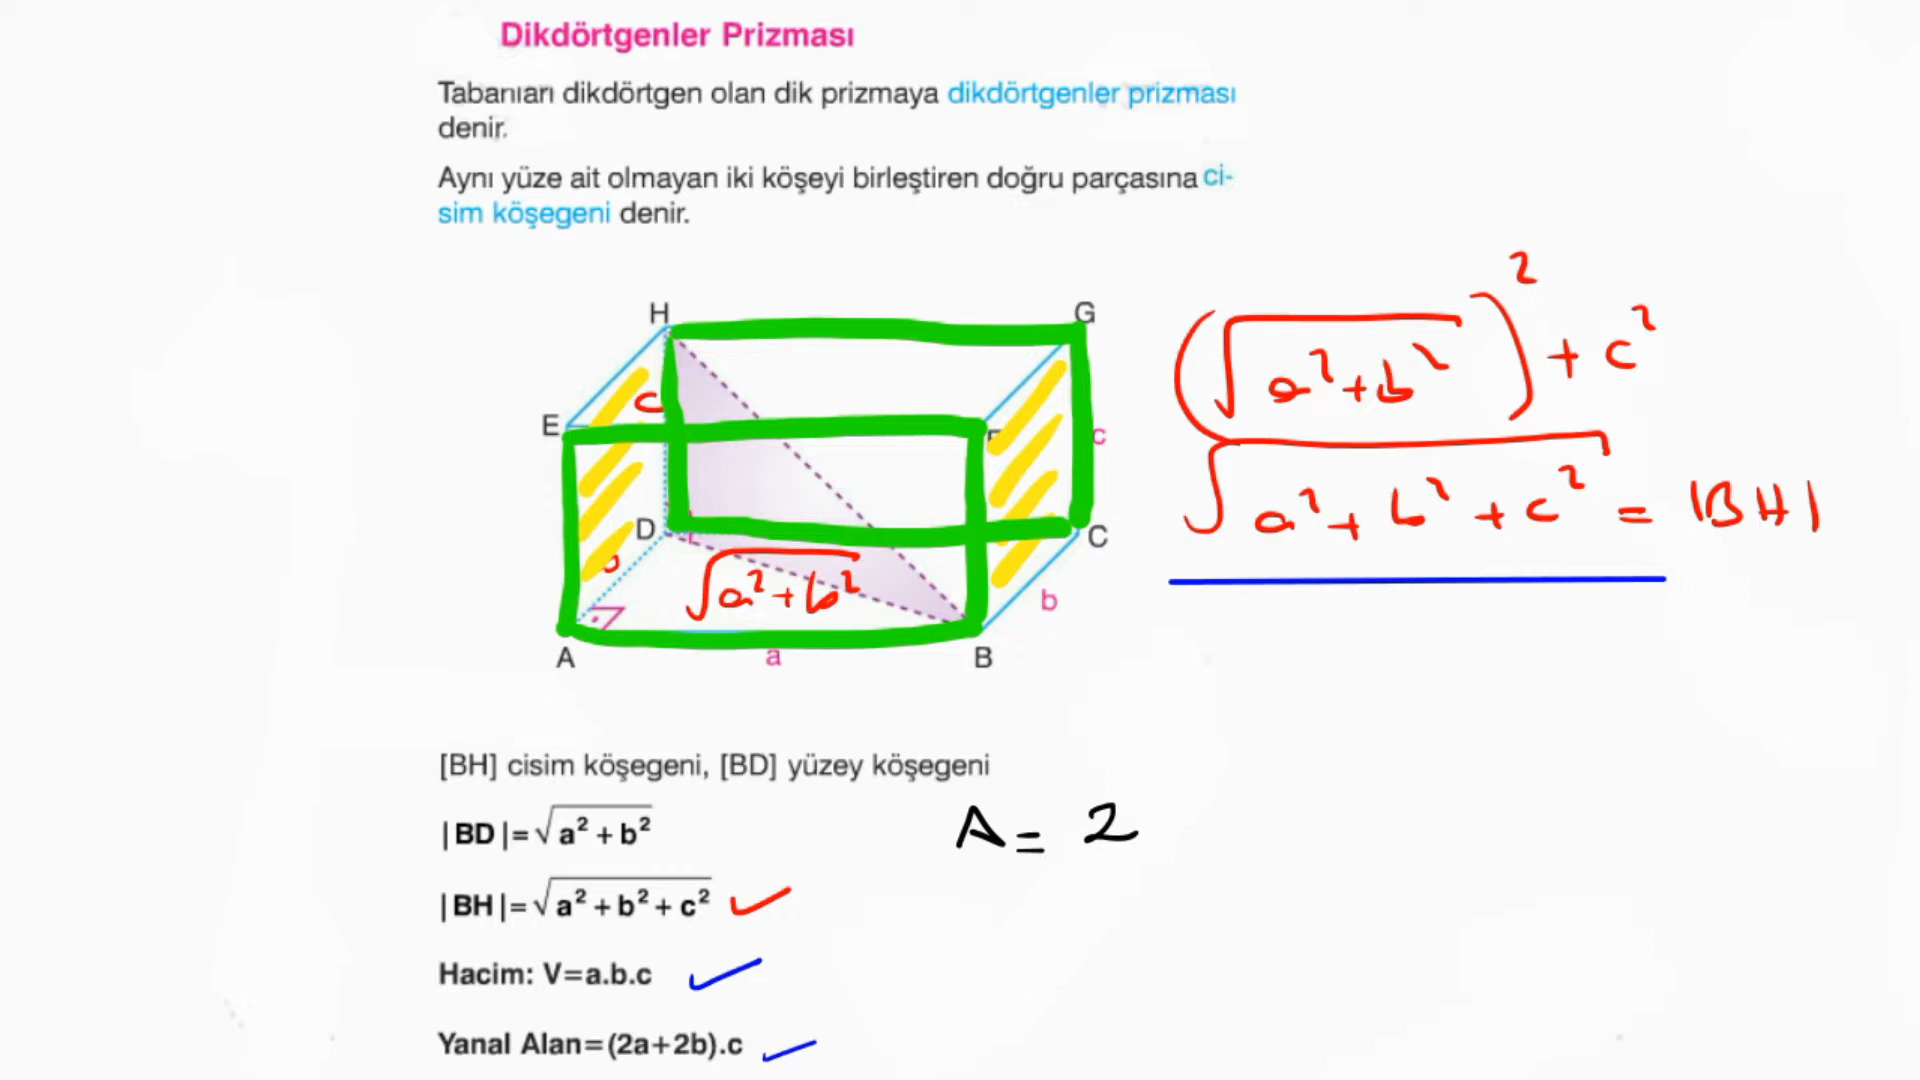 Dikdörtgenler Prizması
Tabanları dikdörtgen olan dik prizmaya dikdörtgenler prizması
denir.
Aynı yüze ait olmayan iki köşeyi birleştiren doğru parçasına ci-
sim köşegeni denir.
H
G
E
c
c
D
C
b
A
a
B
√a²+b²
(√a²+b²)² + c²
√a²+b²+c² = |BH|
[BH] cisim köşegeni, [BD] yüzey köşegeni
|BD|=√a²+b²
A = 2
|BH|=√a²+b²+c²
Hacim: V=a.b.c
Yanal Alan=(2a+2b).c